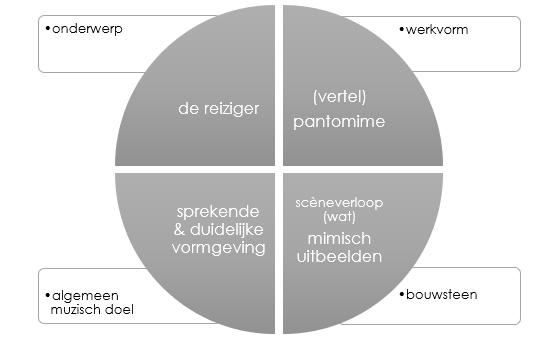 •onderwerp
•werkvorm
de reiziger
(vertel)
pantomime
sprekende
& duidelijke
vormgeving
scèneverloop
(wat)
mimisch
uitbeelden
•algemeen
muzisch doel
•bouwsteen